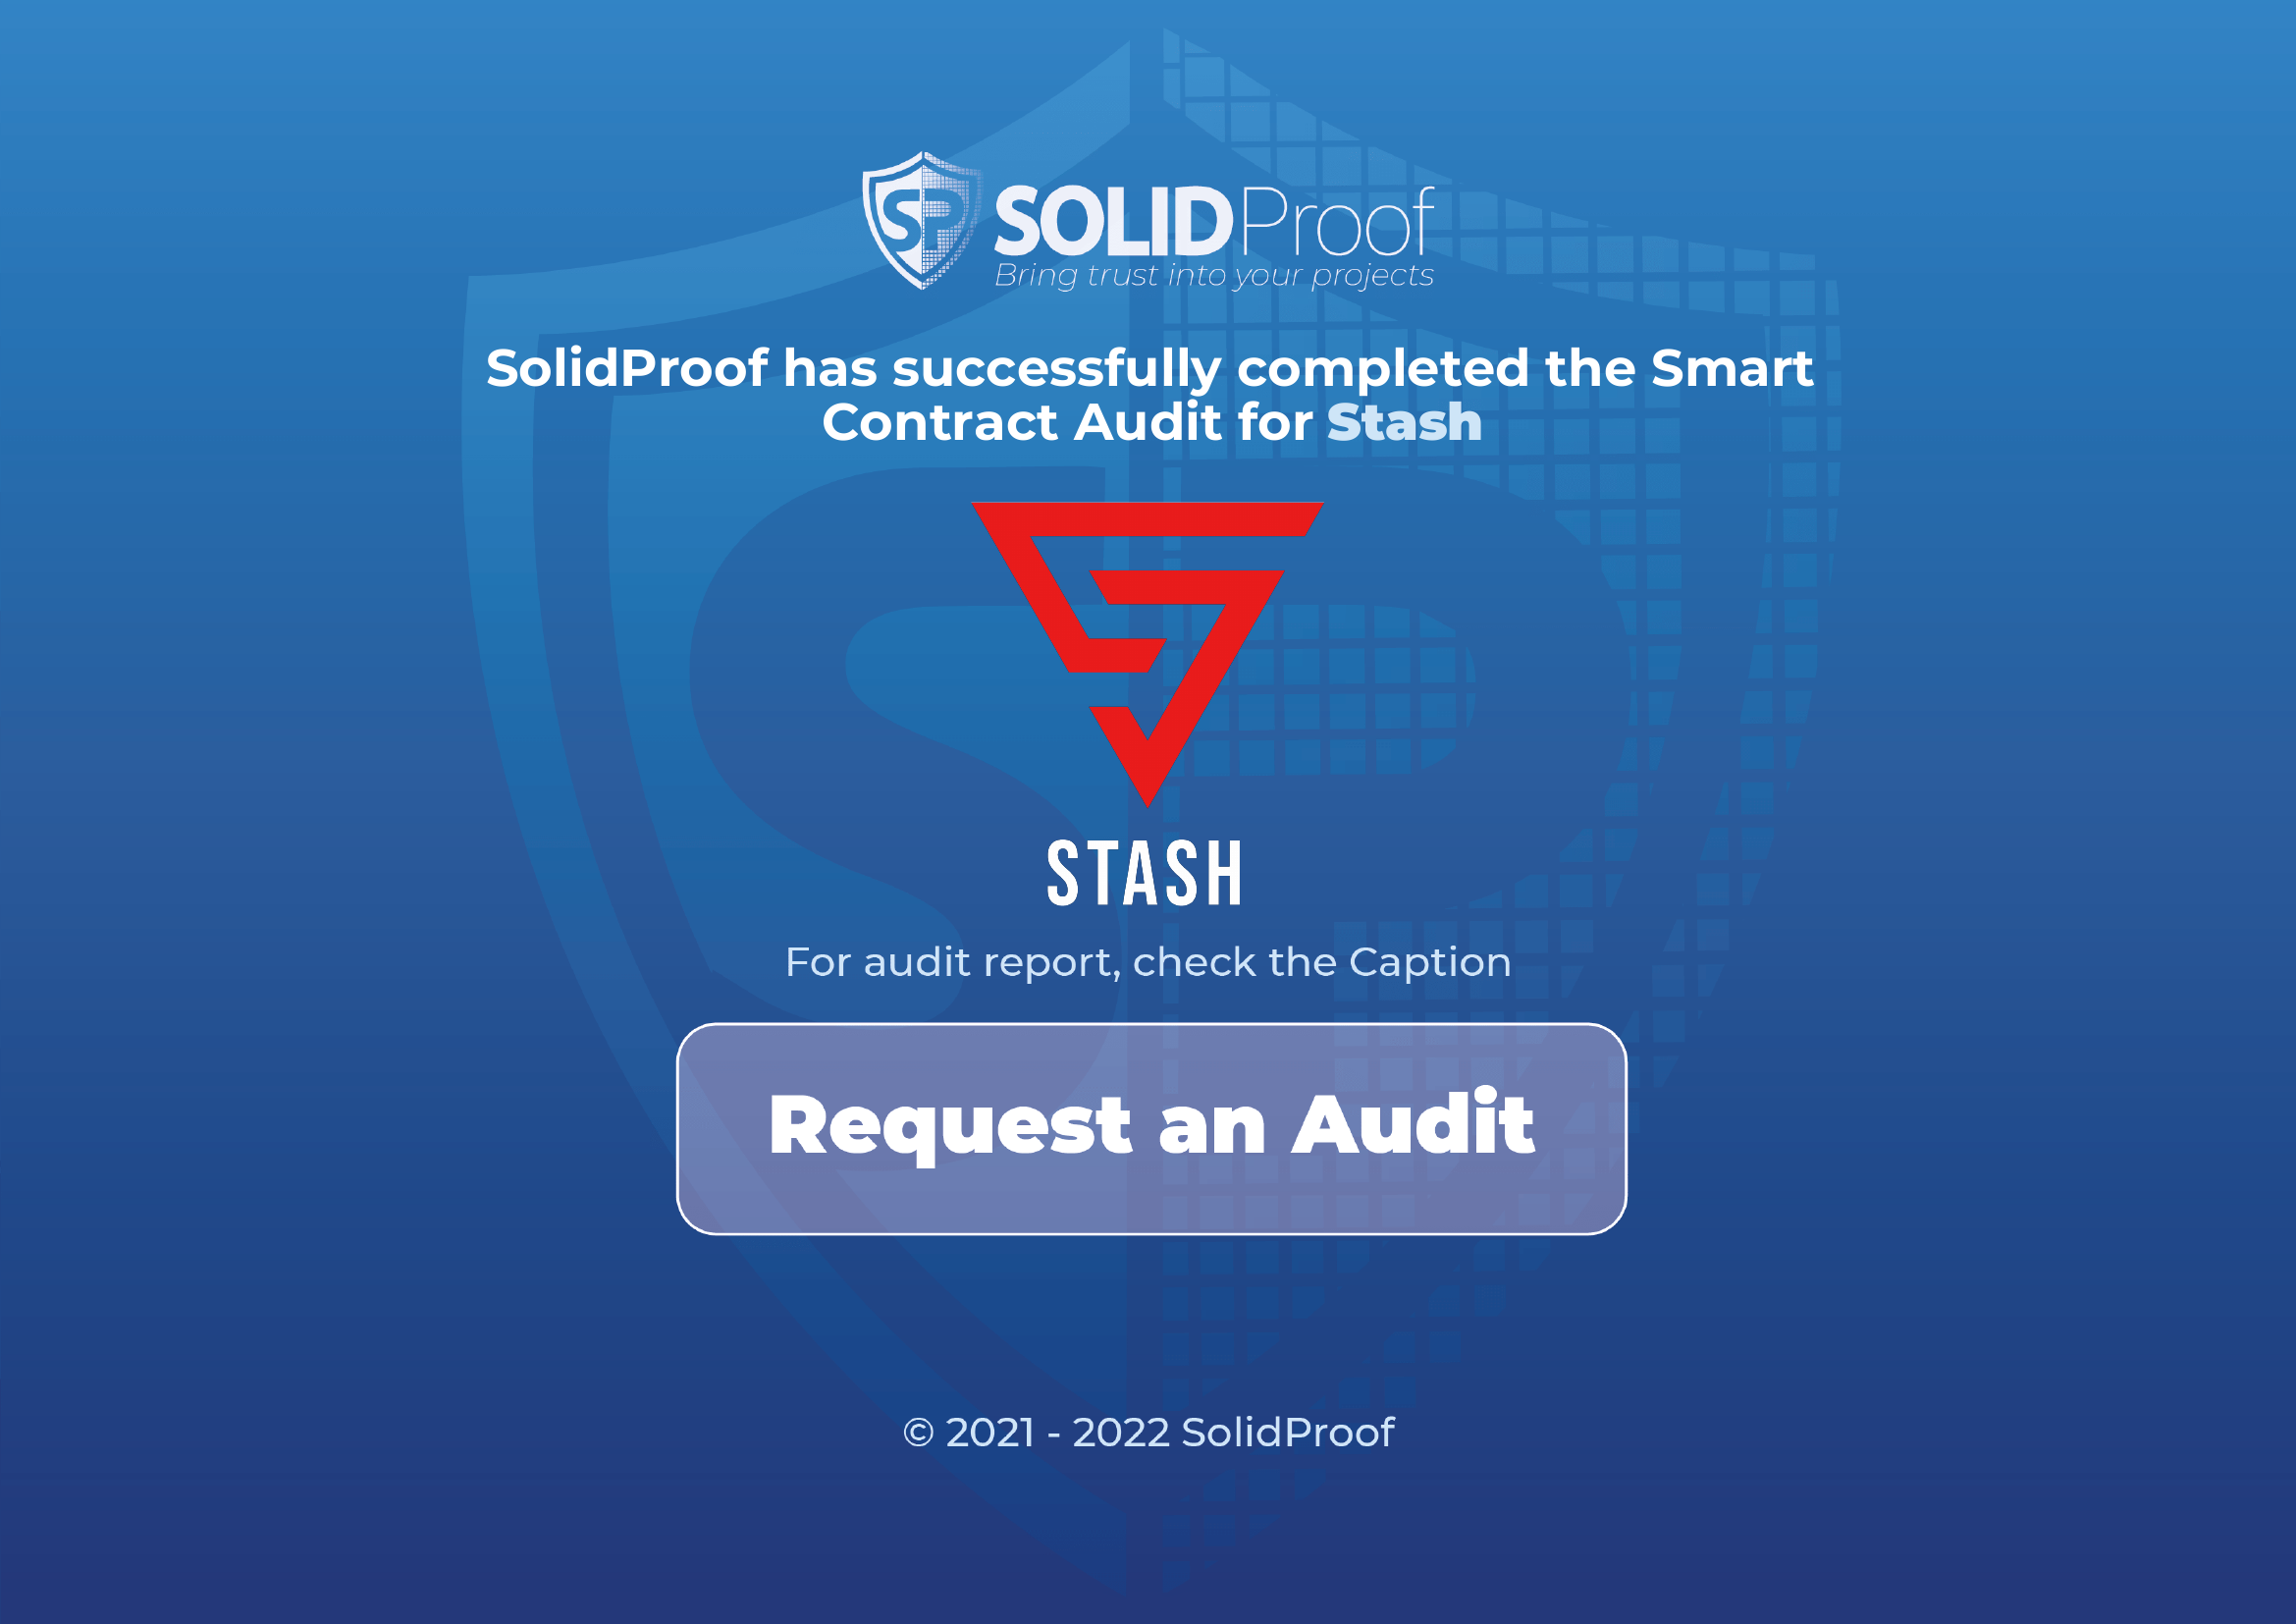 SP SOLIDProof
Bring trust into your projects
SolidProof has successfully completed the Smart
Contract Audit for Stash
STASH
For audit report, check the Caption
Request an Audit
© 2021 - 2022 SolidProof